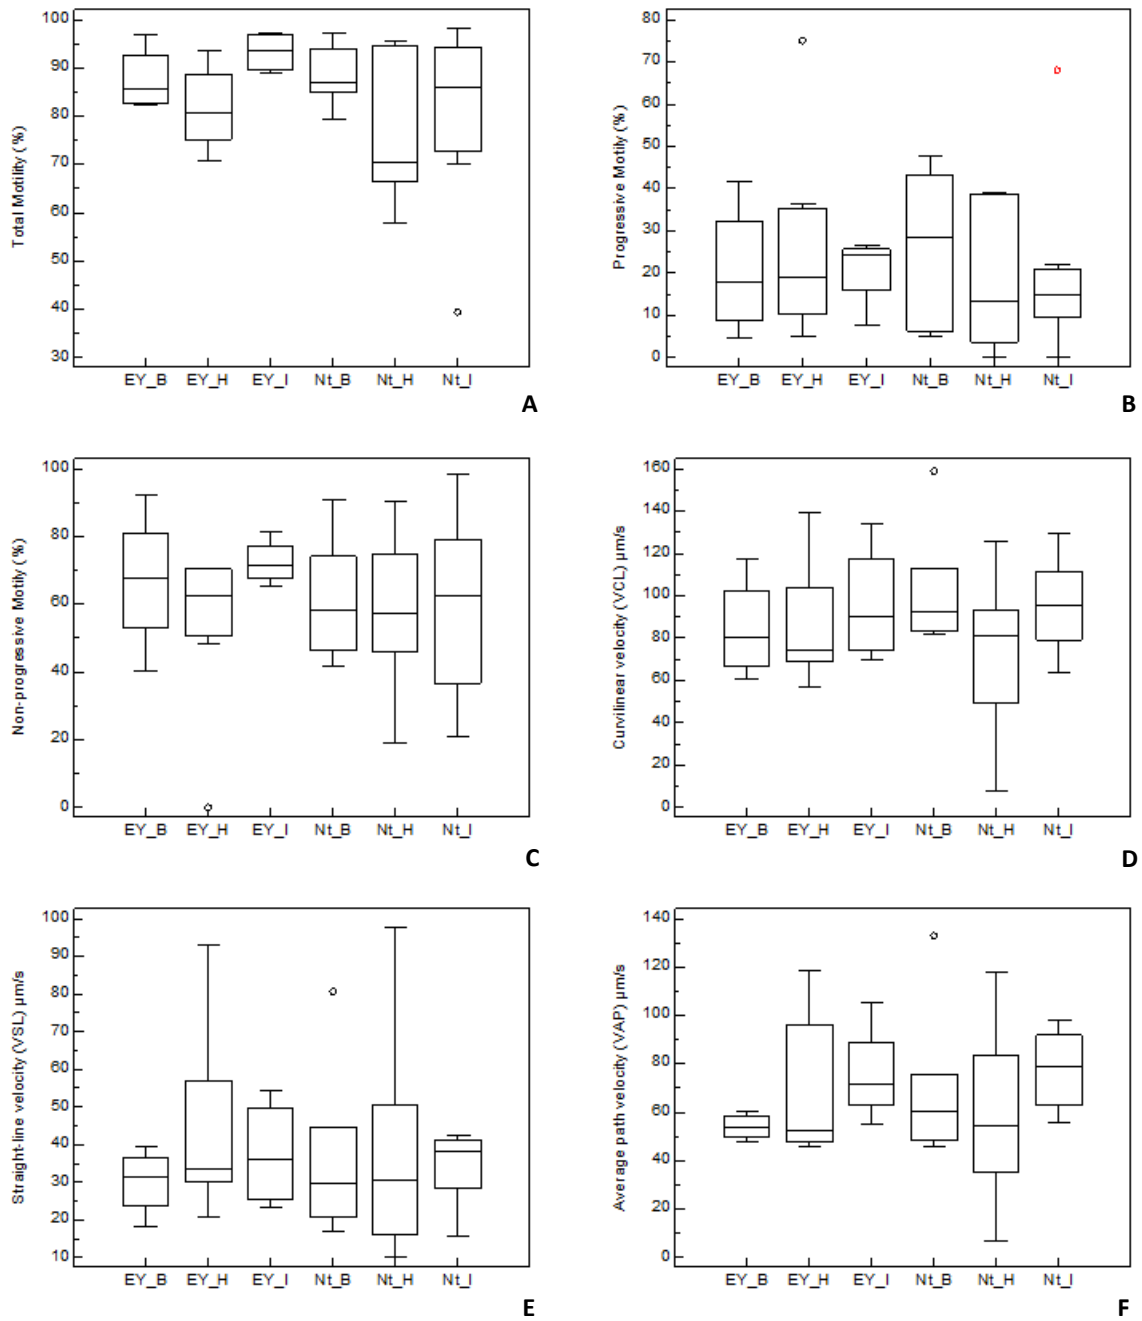 Total Motility (%)
100
90
80
70
60
50
40
30
EY_B EY_H EY_I Nt_B Nt_H Nt_I
A
Progressive Motily (%)
80
70
60
50
40
30
20
10
0
EY_B EY_H EY_I Nt_B Nt_H Nt_I
B
Non-progressive Motily (%)
100
80
60
40
20
0
EY_B EY_H EY_I Nt_B Nt_H Nt_I
C
Curvilinear velocity (VCL) µm/s
160
140
120
100
80
60
40
20
0
EY_B EY_H EY_I Nt_B Nt_H Nt_I
D
Straight-line velocity (VSL) µm/s
100
90
80
70
60
50
40
30
20
10
EY_B EY_H EY_I Nt_B Nt_H Nt_I
E
Average path velocity (VAP) µm/s
140
120
100
80
60
40
20
0
EY_B EY_H EY_I Nt_B Nt_H Nt_I
F